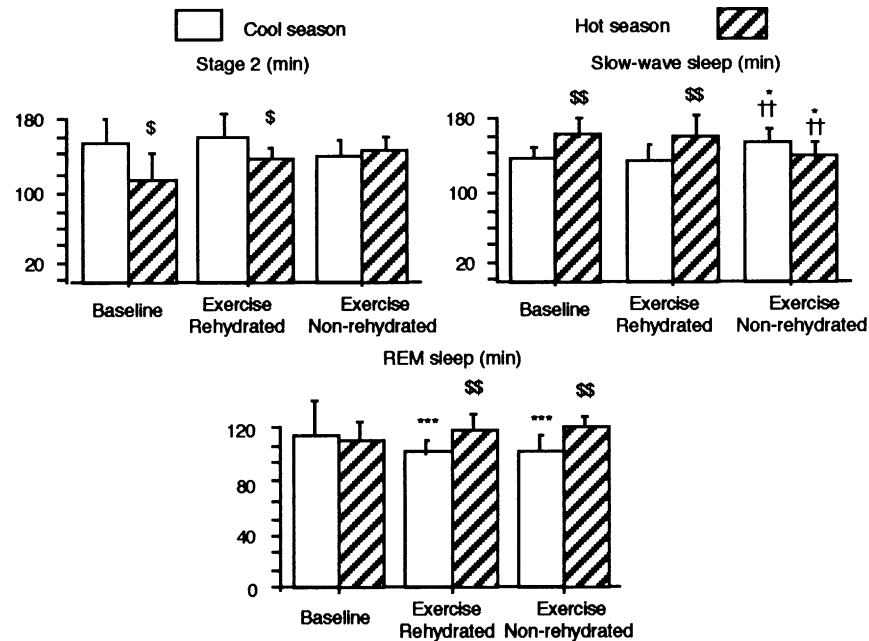 Cool season
Hot season
Stage 2 (min)
180
100
20
$
$
Baseline
Exercise
Rehydrated
Exercise
Non-rehydrated
Slow-wave sleep (min)
180
100
20
$$
$$
*
††
*
††
Baseline
Exercise
Rehydrated
Exercise
Non-rehydrated
REM sleep (min)
120
80
40
0
***
$$
***
$$
Baseline
Exercise
Rehydrated
Exercise
Non-rehydrated